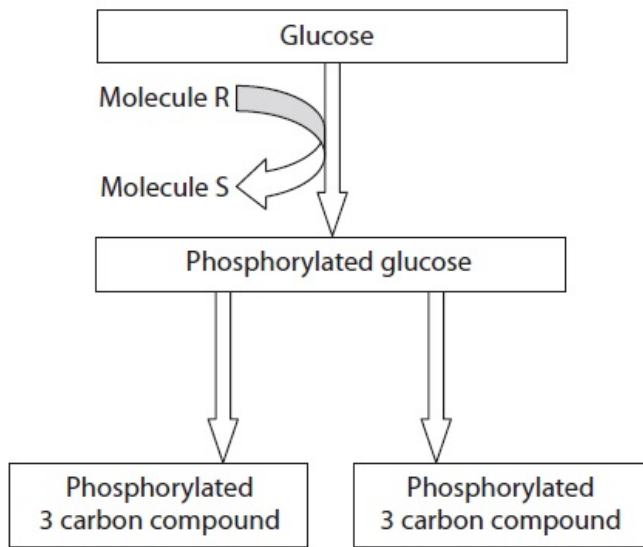 Glucose
Molecule R
Molecule S
Phosphorylated glucose
Phosphorylated
3 carbon compound
Phosphorylated
3 carbon compound